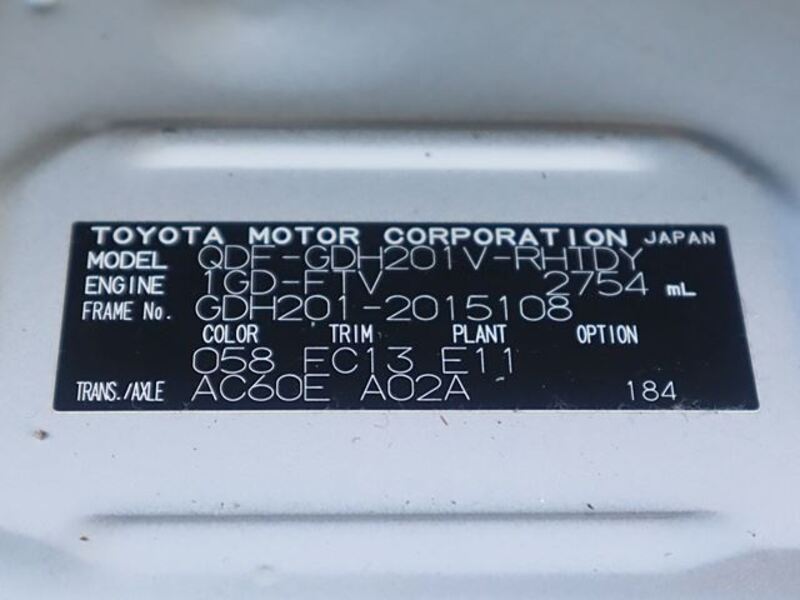 TOYOTA MOTOR CORPORATION JAPAN
MODEL QDF-GDH201V-RHTDY
ENGINE 1GD-FTV 2754 mL
FRAME No. GDH201-2015108
COLOR TRIM PLANT OPTION
058 FC13 E11
TRANS./AXLE AC60E A02A 184